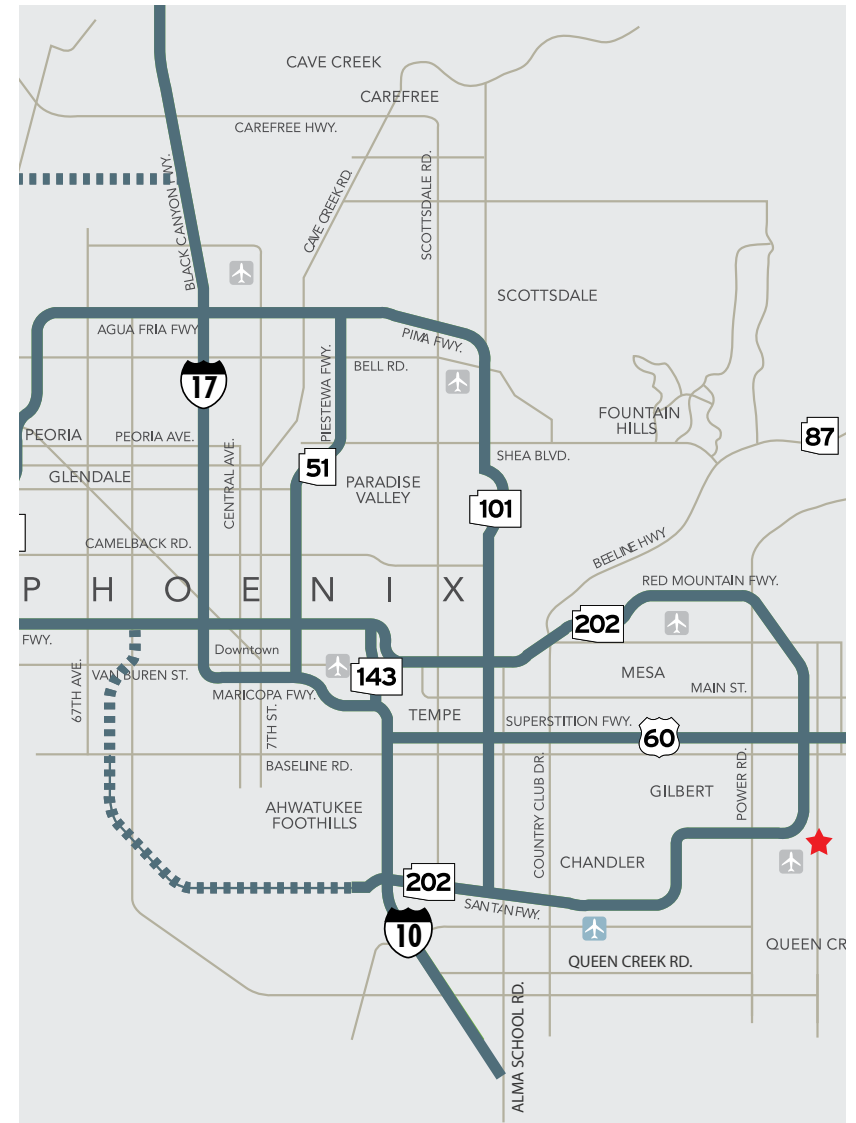 CAVE CREEK
CAREFREE
CAREFREE HWY.
BLACK CANYON FWY.
CAVE CREEK RD.
SCOTTSDALE RD.
SCOTTSDALE
AGUA FRIA FWY
PIMA FWY.
PIESTEWA FWY.
BELL RD.
17
FOUNTAIN
HILLS
87
PEORIA
PEORIA AVE.
CENTRAL AVE.
51
SHEA BLVD.
GLENDALE
PARADISE
VALLEY
101
CAMELBACK RD.
BEELINE HWY
PHOENIX
RED MOUNTAIN FWY.
202
FWY.
Downtown
67TH AVE.
VAN BUREN ST.
143
MESA
MARICOPA FWY.
7TH ST.
MAIN ST.
TEMPE
SUPERSTITION FWY.
60
BASELINE RD.
COUNTRY CLUB DR.
POWER RD.
GILBERT
AHWATUKEE
FOOTHILLS
CHANDLER
202
SANTAN FWY.
10
QUEEN CR
QUEEN CREEK RD.
ALMA SCHOOL RD.